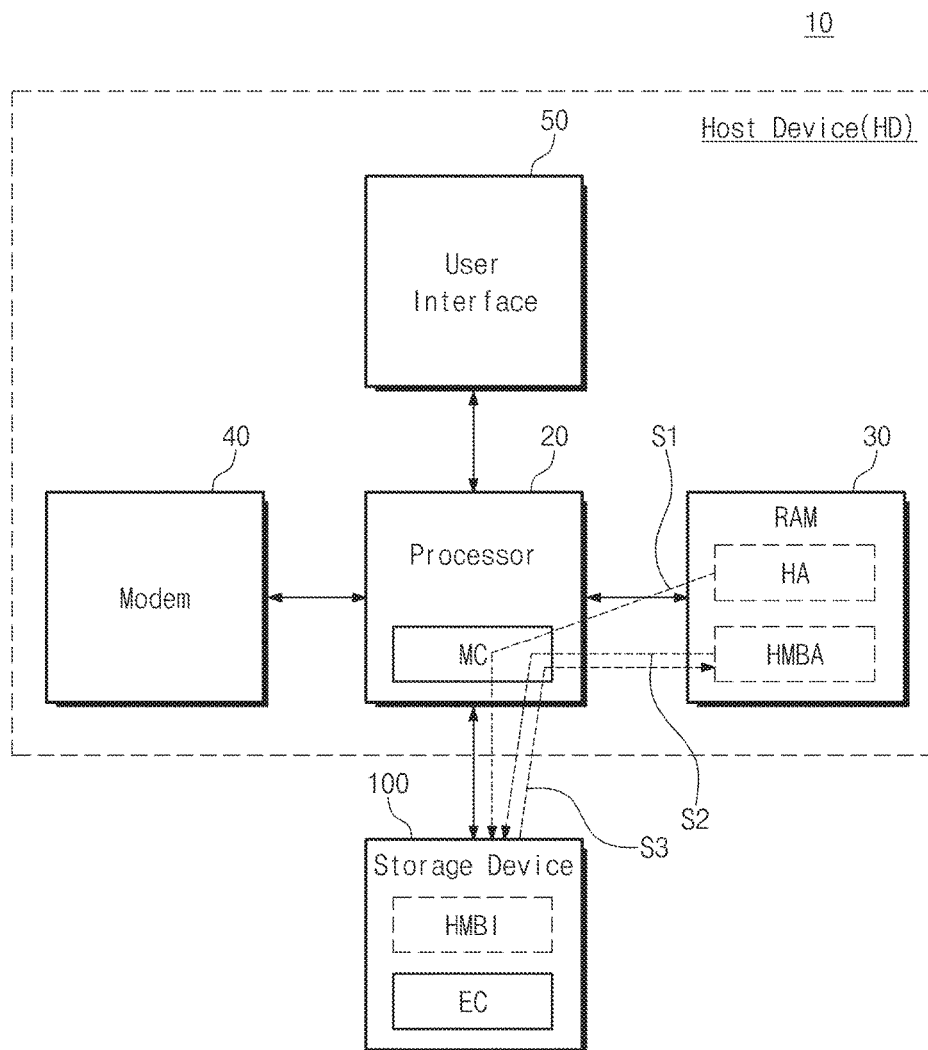 10
Host Device(HD)
50
User
Interface
40
20
S1
30
Modem
Processor
MC
RAM
HA
HMBA
100
S3
S2
Storage Device
HMBI
EC